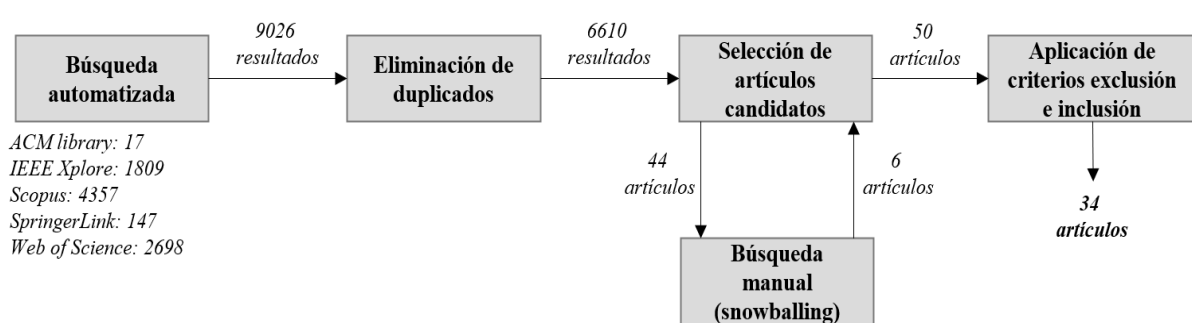 Búsqueda
automatizada
9026
resultados
Eliminación de
duplicados
6610
resultados
Selección de
artículos
candidatos
50
artículos
Aplicación de
criterios exclusión
e inclusión
ACM library: 17
IEEE Xplore: 1809
Scopus: 4357
SpringerLink: 147
Web of Science: 2698
44
artículos
6
artículos
34
artículos
Búsqueda
manual
(snowballing)